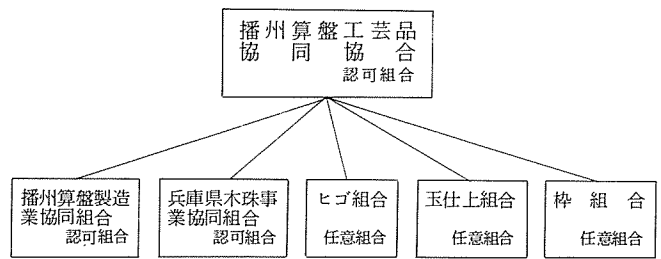 播州算盤工芸品
協同協合
認可組合
播州算盤製造
業協同組合
認可組合
兵庫県木珠事
業協同組合
認可組合
ヒゴ組合
任意組合
玉仕上組合
任意組合
枠組合
任意組合